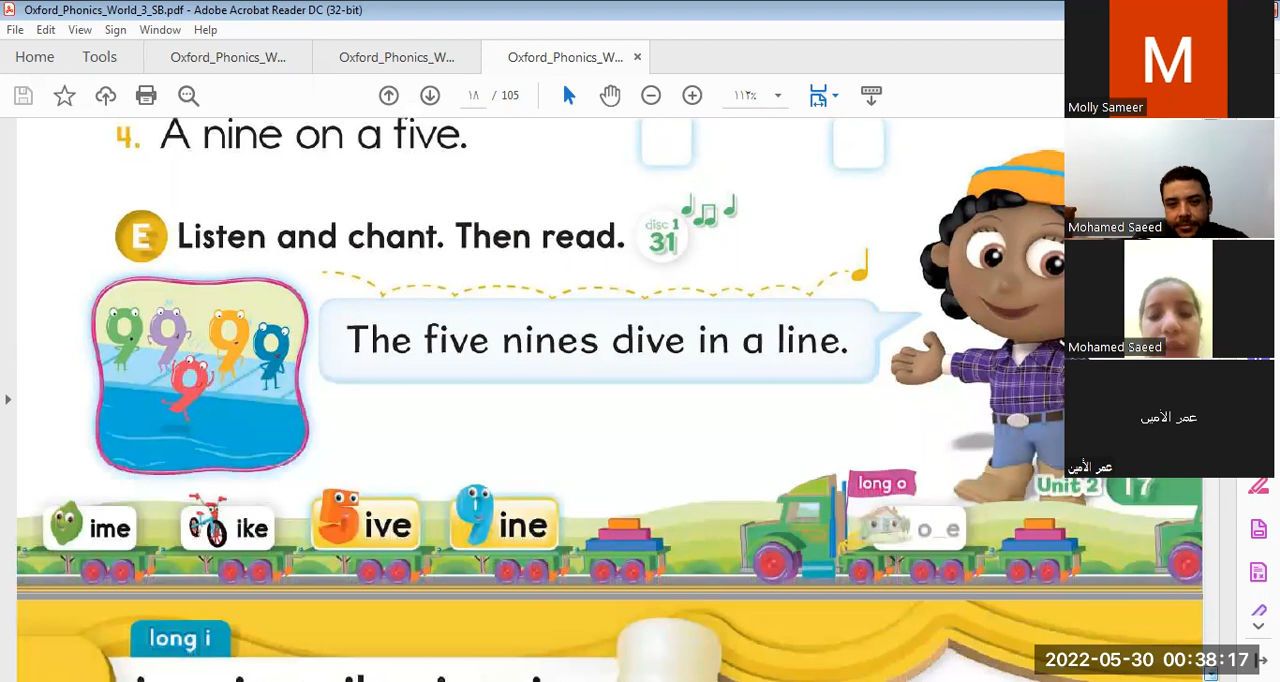 Oxford_Phonics_World_3_SB.pdf - Adobe Acrobat Reader DC (32-bit)
File Edit View Sign Window Help
Home Tools Oxford_Phonics_W... Oxford_Phonics_W... Oxford_Phonics_W... ×
١٨ / 105 ١١٢٪
M
Molly Sameer
4. A nine on a five.
Mohamed Saeed
E Listen and chant. Then read. disc 1 31
Mohamed Saeed
The five nines dive in a line.
عمر الأمين
عمر الأمين
long o
Unit 2 17
ime ike 5 ive 9 ine o_e
long i
2022-05-30 00:38:17